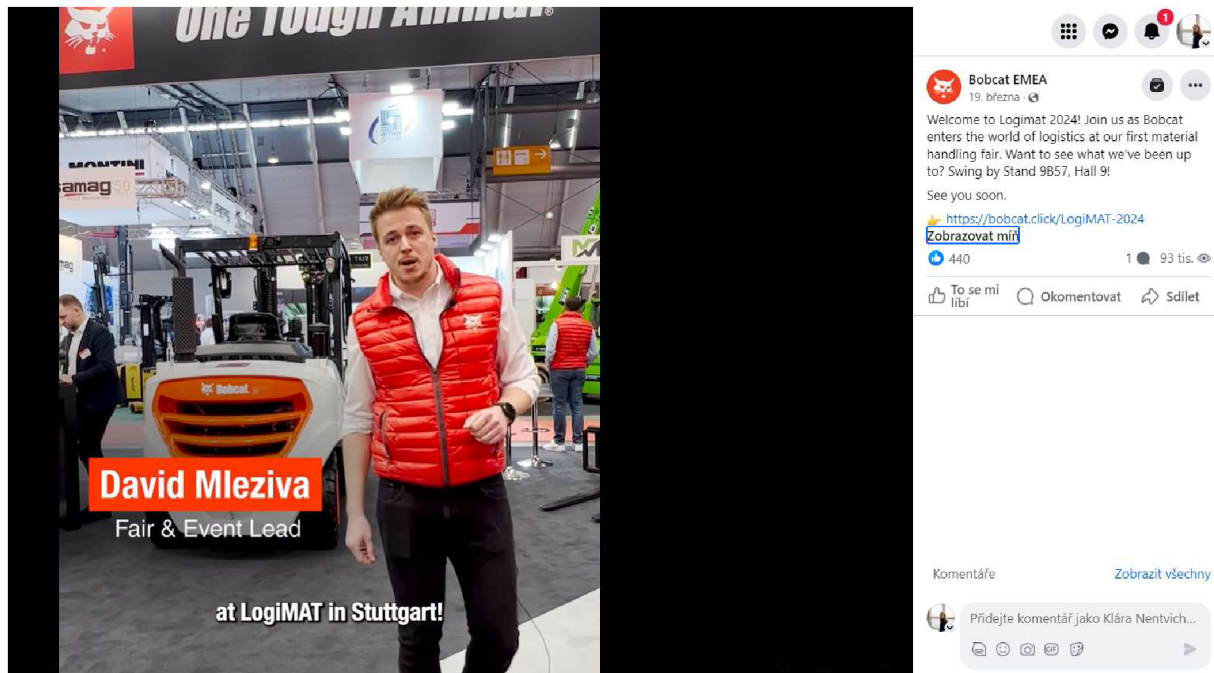 One Tough Animal®
MONTINI
samag 50
Bobcat
David Mleziva
Fair & Event Lead
at LogiMAT in Stuttgart!
1
Bobcat EMEA
19. března ·
Welcome to Logimat 2024! Join us as Bobcat
enters the world of logistics at our first material
handling fair. Want to see what we've been up
to? Swing by Stand 9B57, Hall 9!
See you soon.
👉 https://bobcat.click/LogiMAT-2024
Zobrazovat míň
440
1
93 tis.
To se mi
líbí
Okomentovat
Sdílet
Komentáře
Zobrazit všechny
Přidejte komentář jako Klára Nentvich...
GIF